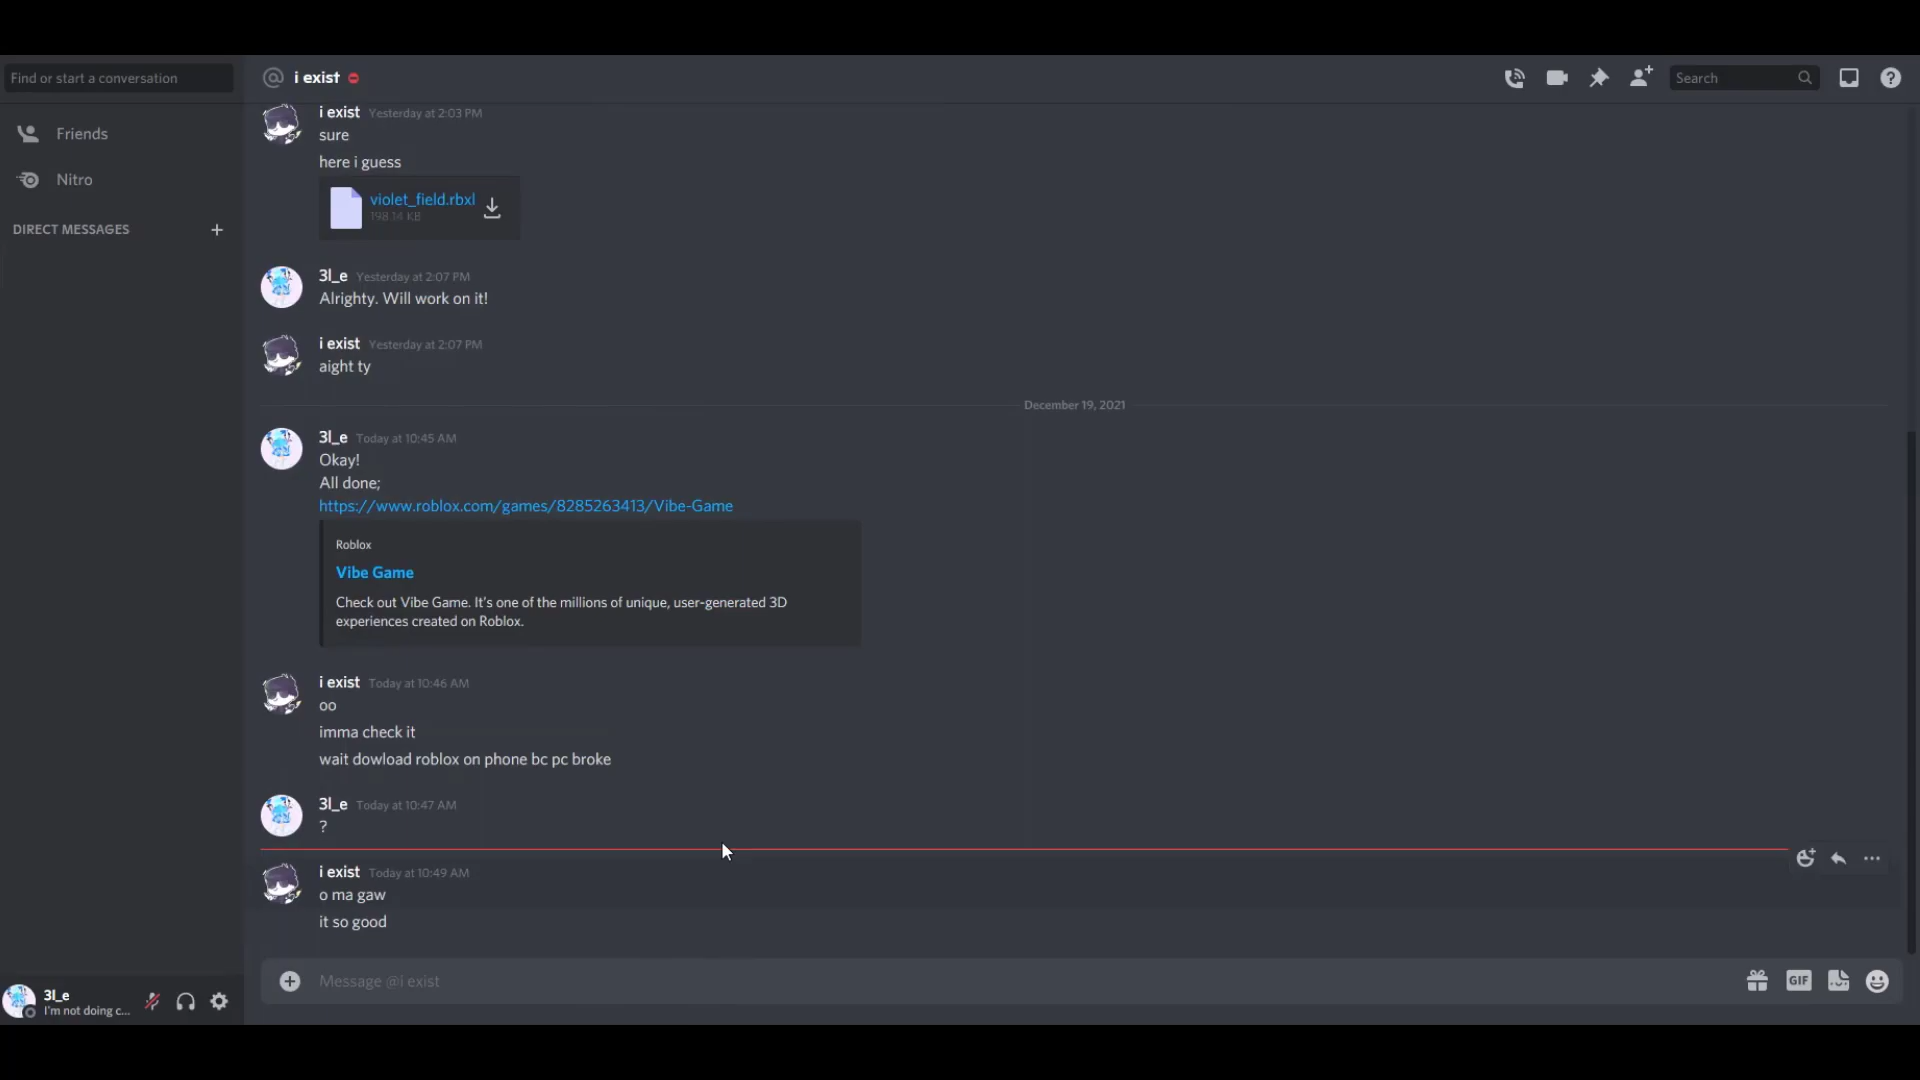 Find or start a conversation
i exist
Search
Friends
Nitro
DIRECT MESSAGES
i exist Yesterday at 2:03 PM
sure
here i guess
violet_field.rbxl
198.14 KB
3l_e Yesterday at 2:07 PM
Alrighty. Will work on it!
i exist Yesterday at 2:07 PM
aight ty
December 19, 2021
3l_e Today at 10:45 AM
Okay!
All done;
https://www.roblox.com/games/8285263413/Vibe-Game
Roblox
Vibe Game
Check out Vibe Game. It's one of the millions of unique, user-generated 3D
experiences created on Roblox.
i exist Today at 10:46 AM
oo
imma check it
wait dowload roblox on phone bc pc broke
3l_e Today at 10:47 AM
?
i exist Today at 10:49 AM
o ma gaw
it so good
Message @i exist
GIF
3l_e
I'm not doing c...